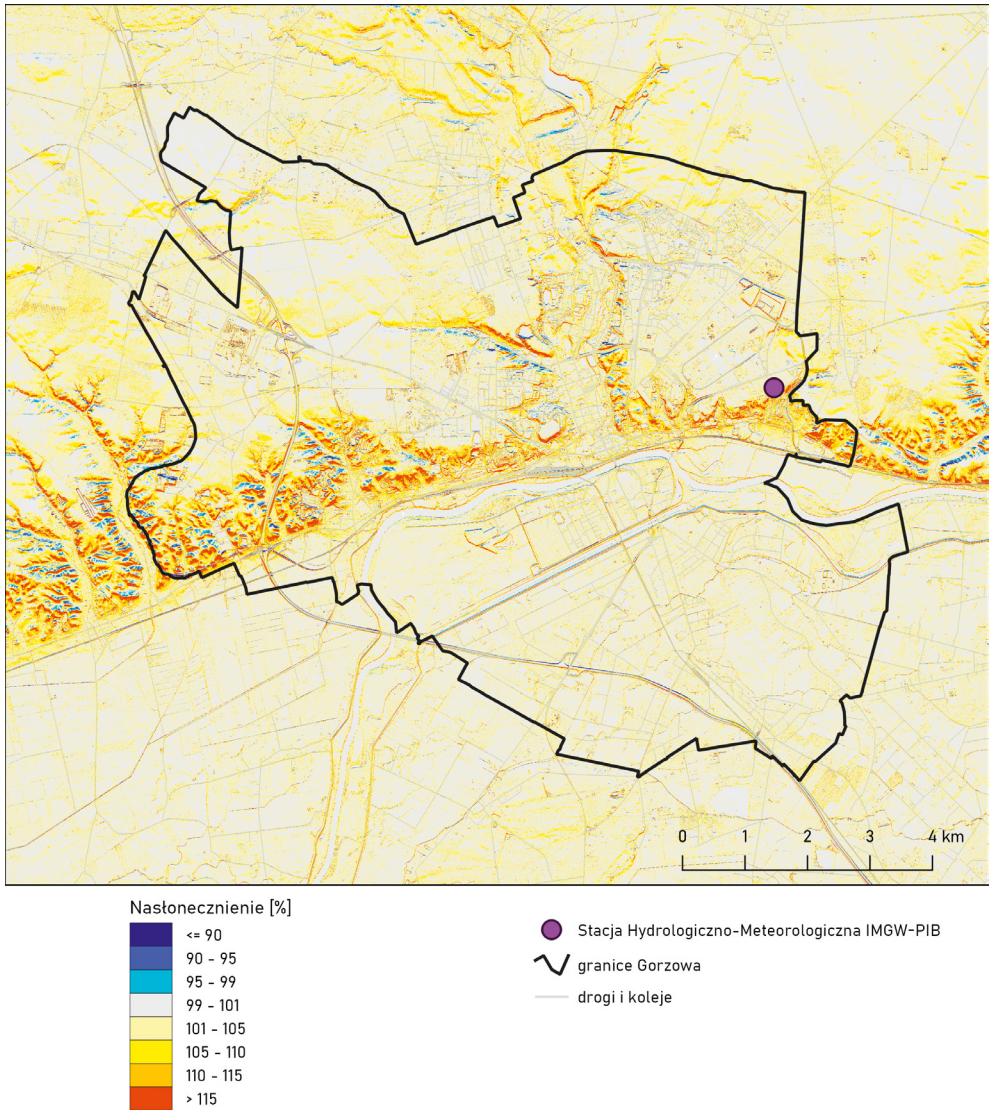 0 1 2 3 4 km
Nasłonecznienie [%]
<= 90
90 - 95
95 - 99
99 - 101
101 - 105
105 - 110
110 - 115
> 115
Stacja Hydrologiczno-Meteorologiczna IMGW-PIB
granice Gorzowa
drogi i koleje